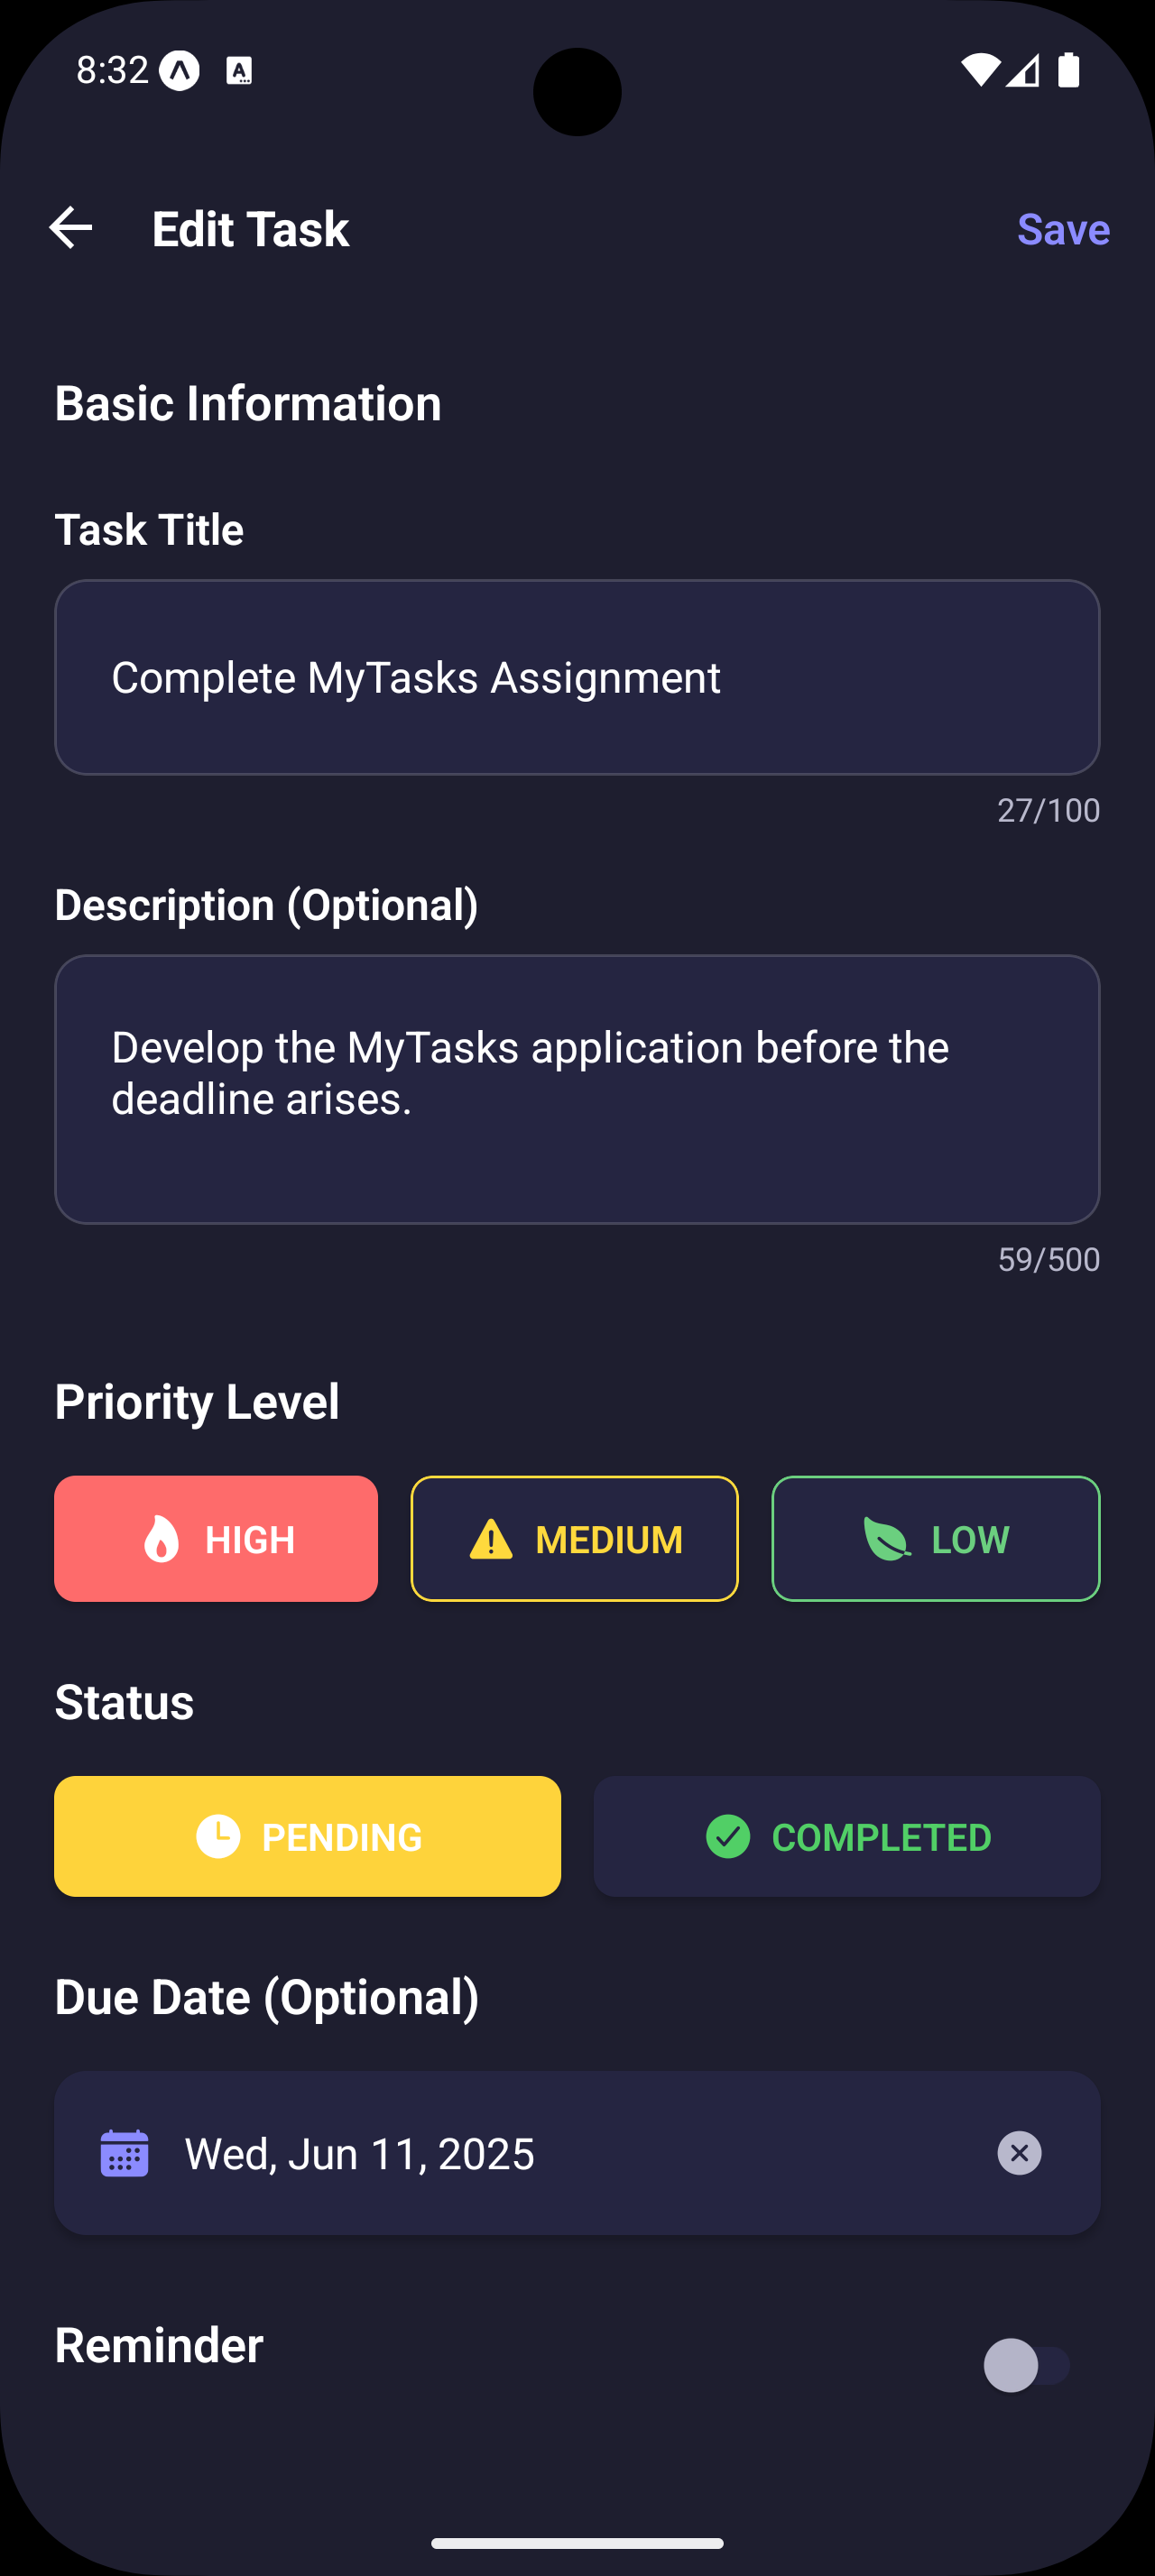 8:32
Edit Task
Save
Basic Information
Task Title
Complete MyTasks Assignment
27/100
Description (Optional)
Develop the MyTasks application before the
deadline arises.
59/500
Priority Level
HIGH
MEDIUM
LOW
Status
PENDING
COMPLETED
Due Date (Optional)
Wed, Jun 11, 2025
Reminder